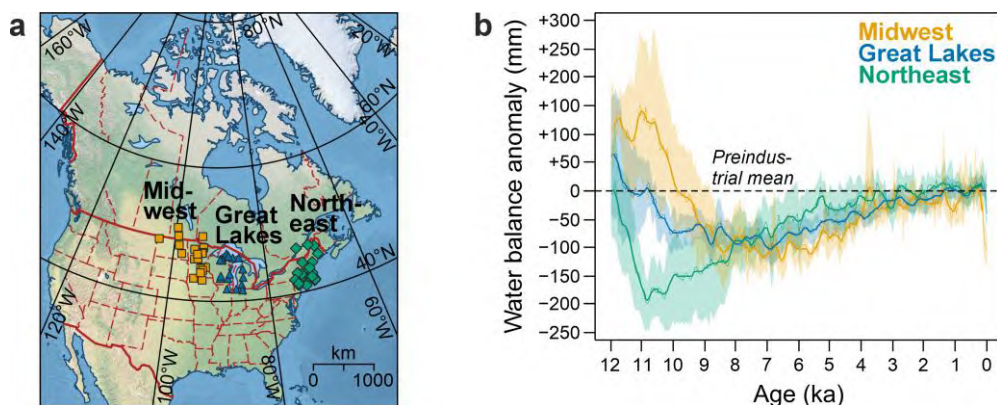 a
160°W
80°N
20°W
60°N
40°W
140°W
Mid-
west
Great
Lakes
North-
east
40°N
60°W
120°W
100°W
80°W
km
0 1000
b
Water balance anomaly (mm)
+300
+250
+200
+150
+100
+50
0
−50
−100
−150
−200
−250
Midwest
Great Lakes
Northeast
Preindus-
trial mean
12 11 10 9 8 7 6 5 4 3 2 1 0
Age (ka)